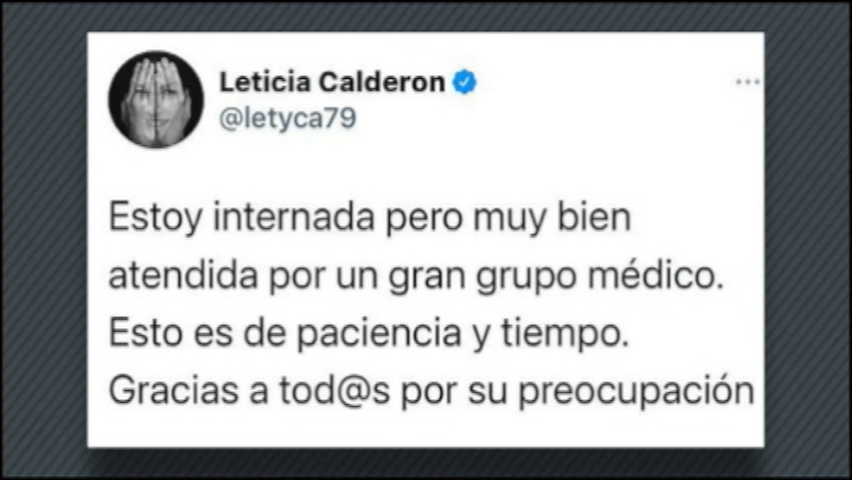 Leticia Calderon
@letyca79
Estoy internada pero muy bien
atendida por un gran grupo médico.
Esto es de paciencia y tiempo.
Gracias a tod@s por su preocupación